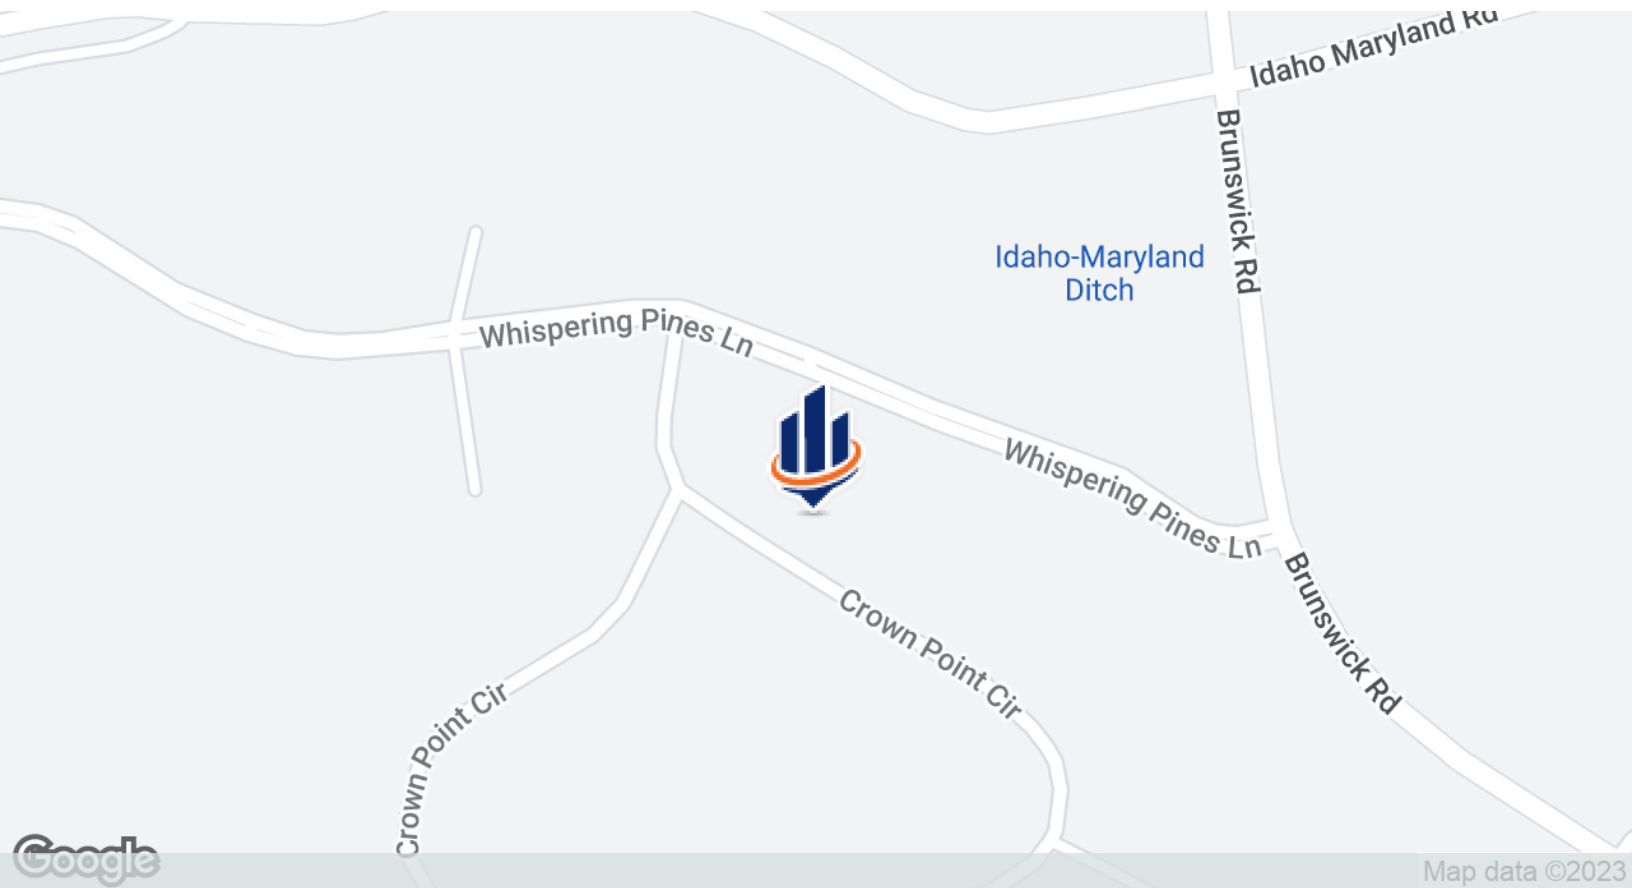 Idaho Maryland Rd
Brunswick Rd
Idaho-Maryland
Ditch
Whispering Pines Ln
Whispering Pines Ln
Brunswick Rd
Crown Point Cir
Crown Point Cir
Google
Map data ©2023